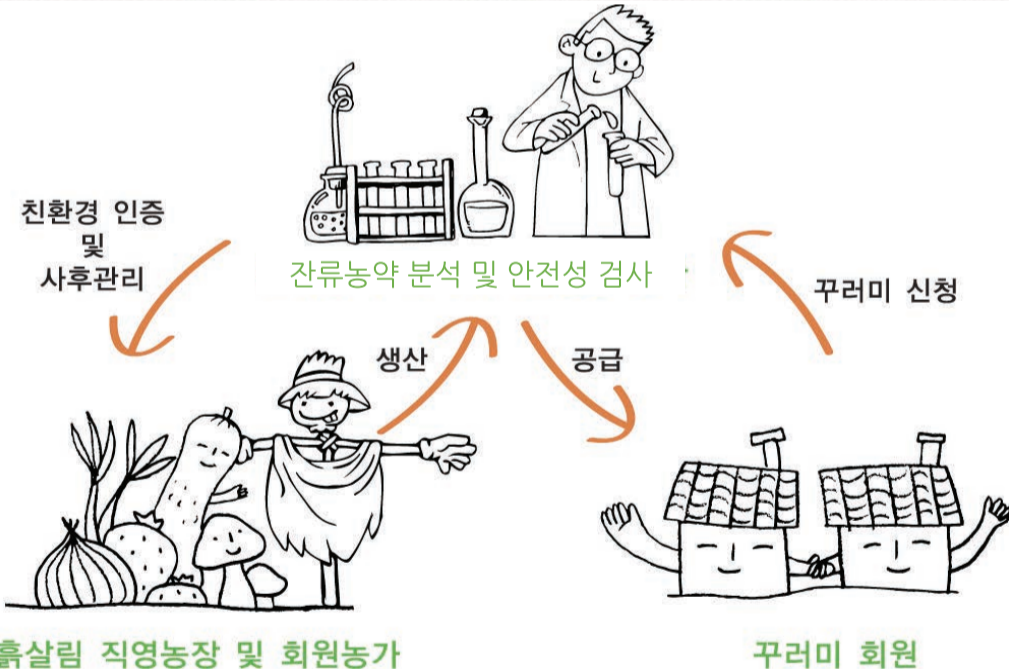 친환경 인증
및
사후관리
잔류농약 분석 및 안전성 검사
꾸러미 신청
생산
공급
흙살림 직영농장 및 회원농가
꾸러미 회원